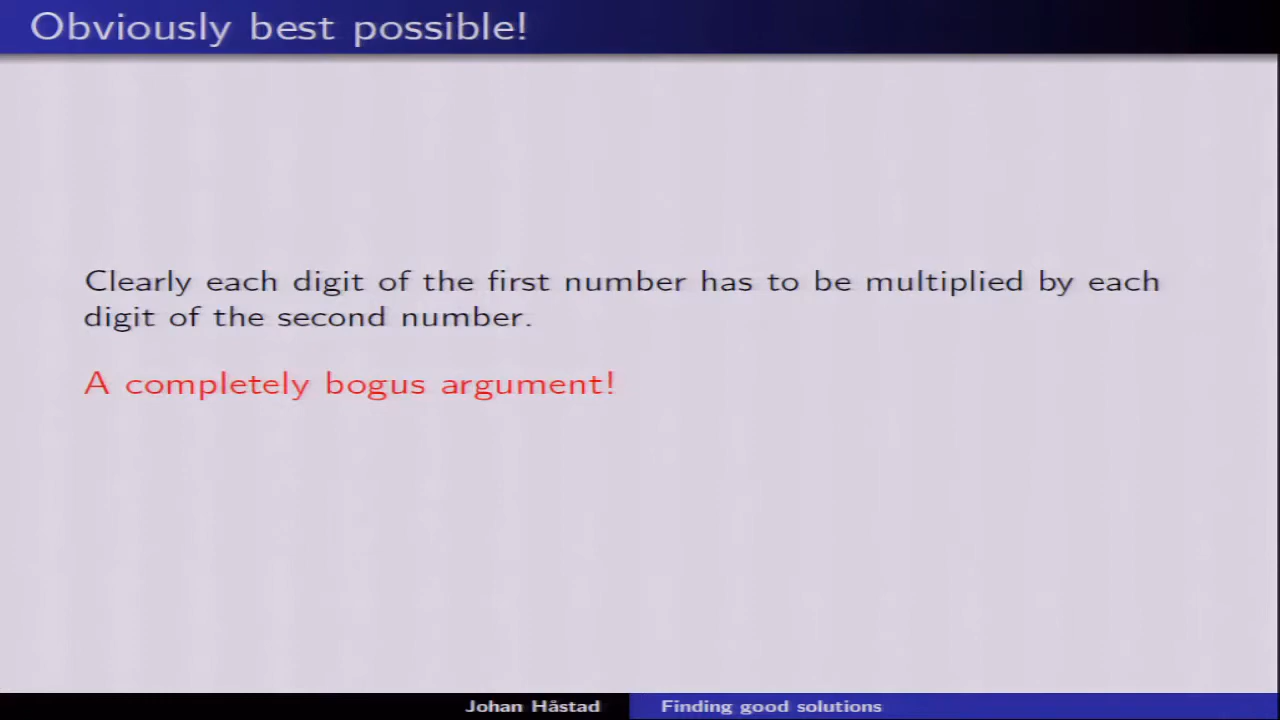 Obviously best possible!
Clearly each digit of the first number has to be multiplied by each
digit of the second number.
A completely bogus argument!
Johan Håstad
Finding good solutions